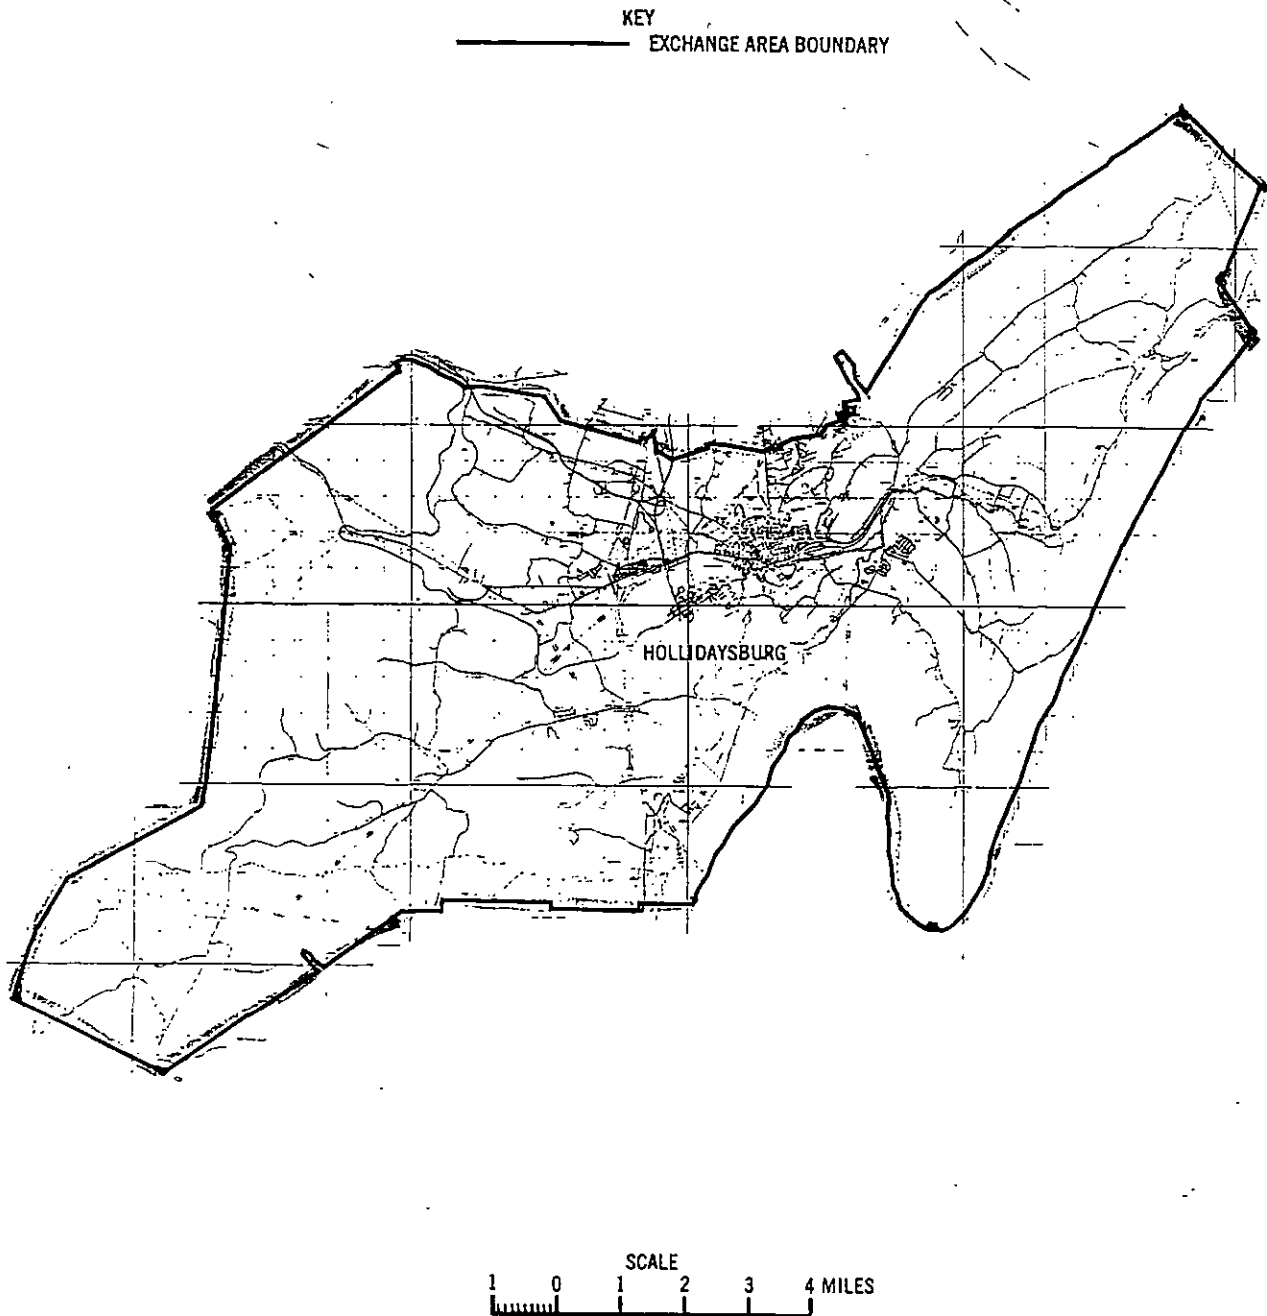 KEY
EXCHANGE AREA BOUNDARY
HOLLIDAYSBURG
SCALE
1 0 1 2 3 4 MILES